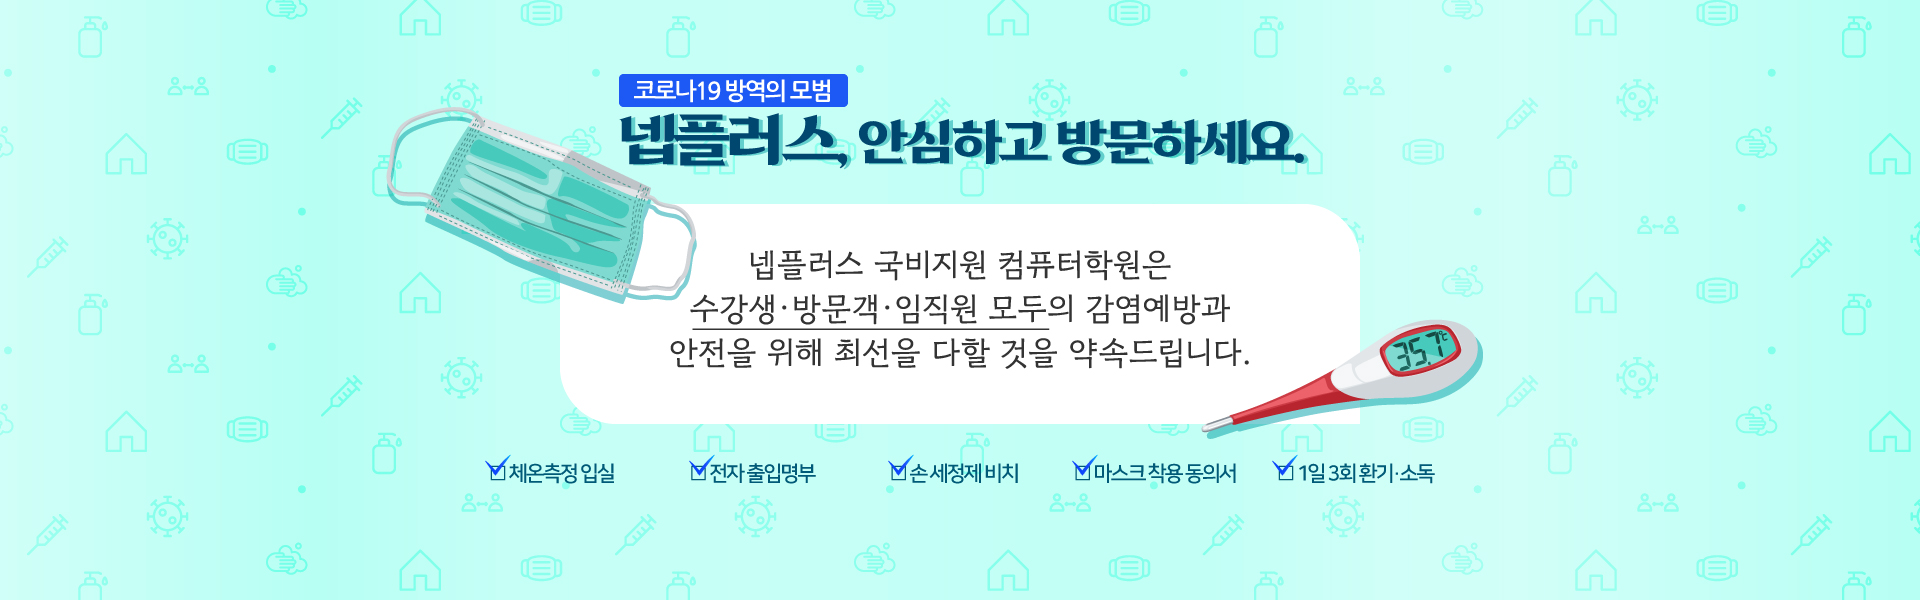 코로나19 방역의 모범
넵플러스, 안심하고 방문하세요.
넵플러스 국비지원 컴퓨터학원은
수강생·방문객·임직원 모두의 감염예방과
안전을 위해 최선을 다할 것을 약속드립니다.
35.7℃
체온측정 입실
전자 출입명부
손 세정제 비치
마스크 착용 동의서
1일 3회 환기·소독